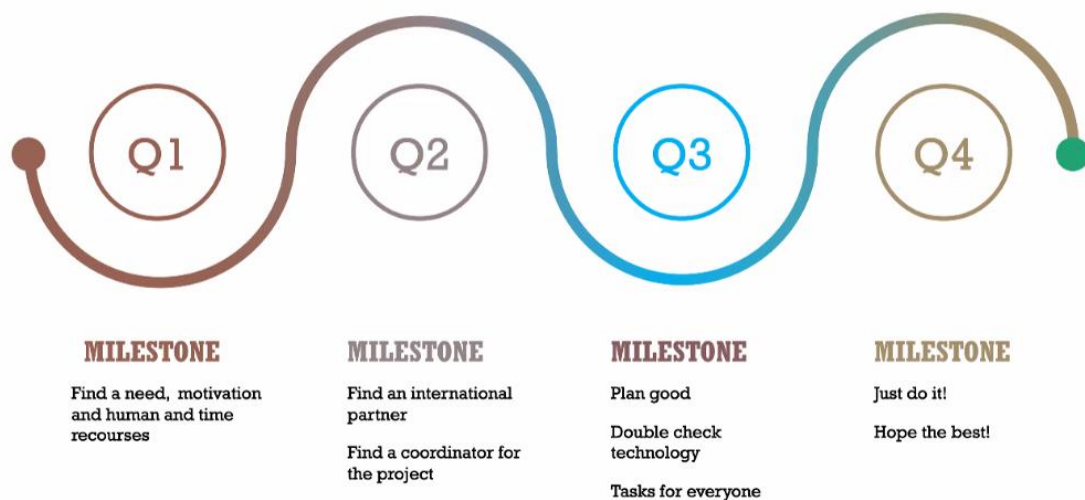 Q1
Q2
Q3
Q4
MILESTONE
Find a need, motivation
and human and time
recourses
MILESTONE
Find an international
partner
Find a coordinator for
the project
MILESTONE
Plan good
Double check
technology
Tasks for everyone
MILESTONE
Just do it!
Hope the best!